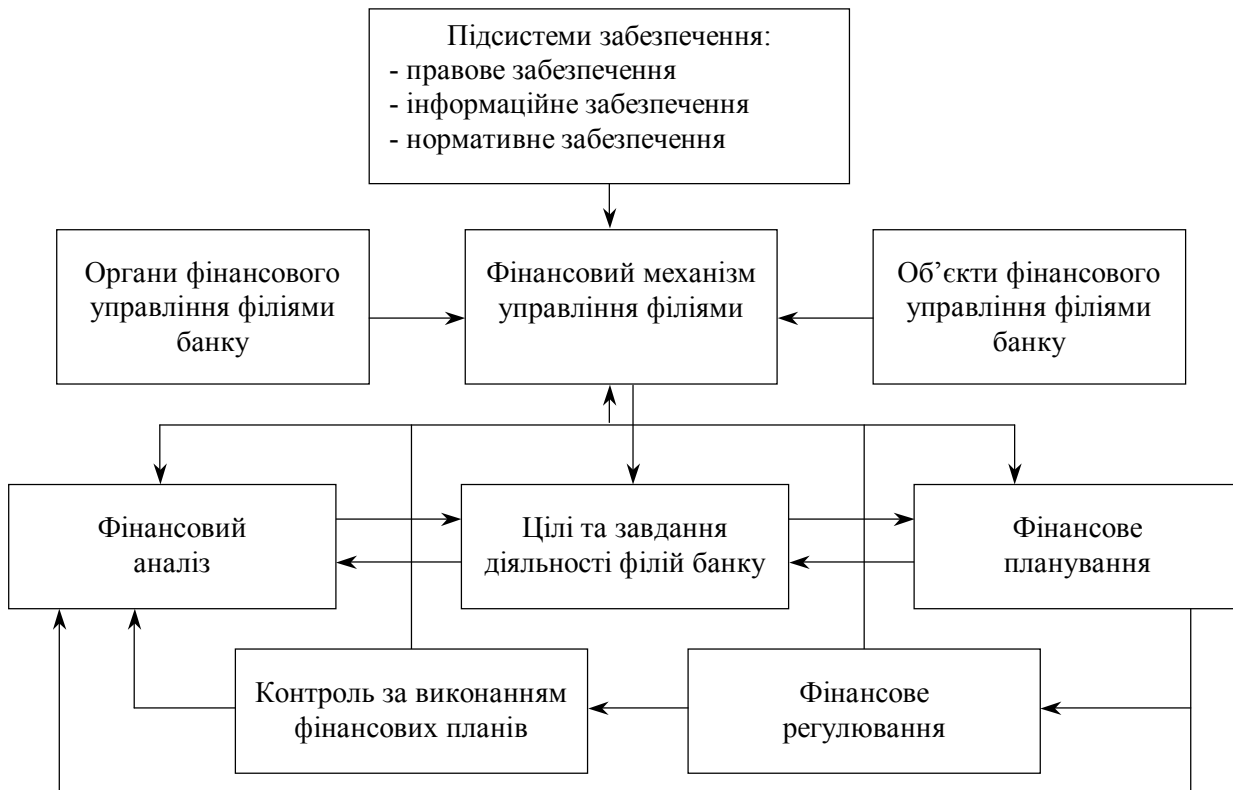 Підсистеми забезпечення:
- правове забезпечення
- інформаційне забезпечення
- нормативне забезпечення
Органи фінансового
управління філіями
банку
Фінансовий механізм
управління філіями
Об’єкти фінансового
управління філіями
банку
Фінансовий
аналіз
Цілі та завдання
діяльності філій банку
Фінансове
планування
Контроль за виконанням
фінансових планів
Фінансове
регулювання